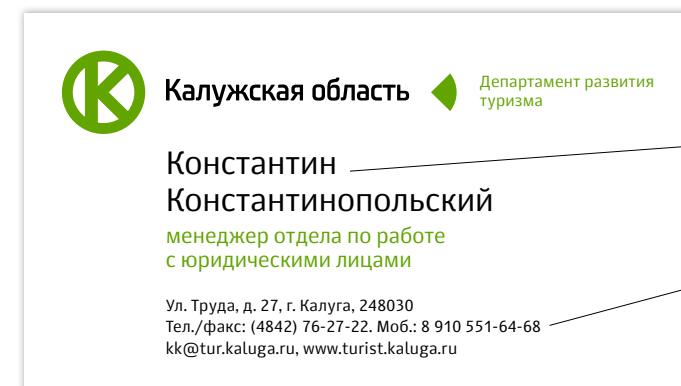 Калужская область
Департамент развития
туризма
Константин
Константинопольский
менеджер отдела по работе
с юридическими лицами
Ул. Труда, д. 27, г. Калуга, 248030
Тел./факс: (4842) 76-27-22. Моб.: 8 910 551-64-68
kk@tur.kaluga.ru, www.turist.kaluga.ru